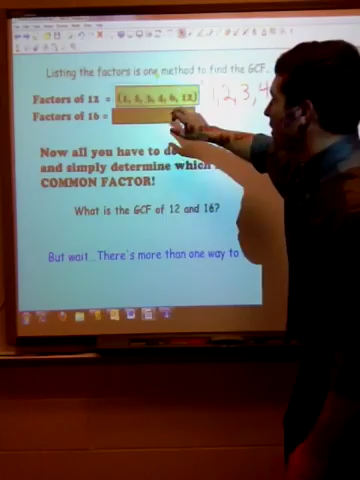 Listing the factors is one method to find the GCF.
Factors of 12 = (1, 2, 3, 4, 6, 12) 1, 2, 3, 4
Factors of 16 =
Now all you have to do
and simply determine which
COMMON FACTOR!
What is the GCF of 12 and 16?
But wait...There's more than one way to